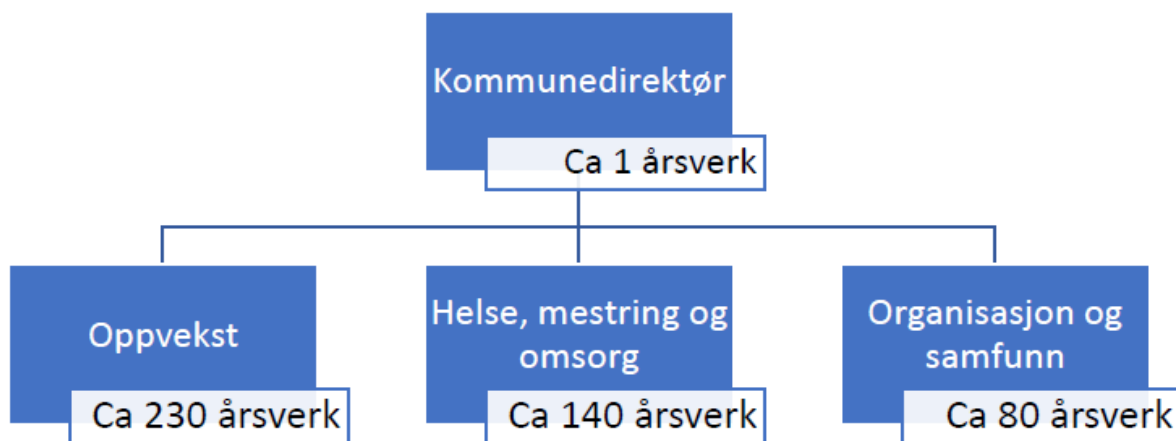 Kommunedirektør
Ca 1 årsverk
Oppvekst
Ca 230 årsverk
Helse, mestring og
omsorg
Ca 140 årsverk
Organisasjon og
samfunn
Ca 80 årsverk